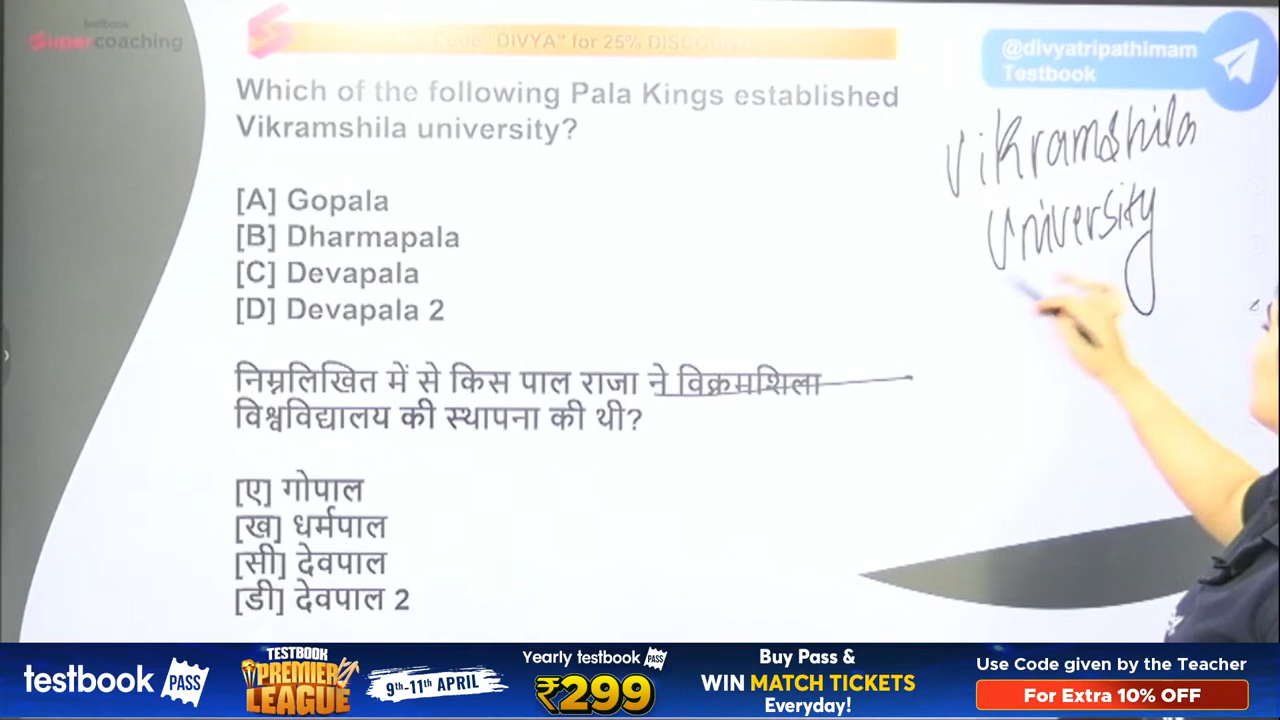 testbook
Supercoaching
Code "DIVYA" for 25% DISCOUNT
@divyatripathimam
Testbook
Which of the following Pala Kings established
Vikramshila university?
[A] Gopala
[B] Dharmapala
[C] Devapala
[D] Devapala 2
Vikramshila
University
निम्नलिखित में से किस पाल राजा ने विक्रमशिला
विश्वविद्यालय की स्थापना की थी?
[ए] गोपाल
[ख] धर्मपाल
[सी] देवपाल
[डी] देवपाल 2
testbook PASS
TESTBOOK
PREMIER
LEAGUE
9th-11th APRIL
Yearly testbook PASS
₹299
Buy Pass &
WIN MATCH TICKETS
Everyday!
Use Code given by the Teacher
For Extra 10% OFF